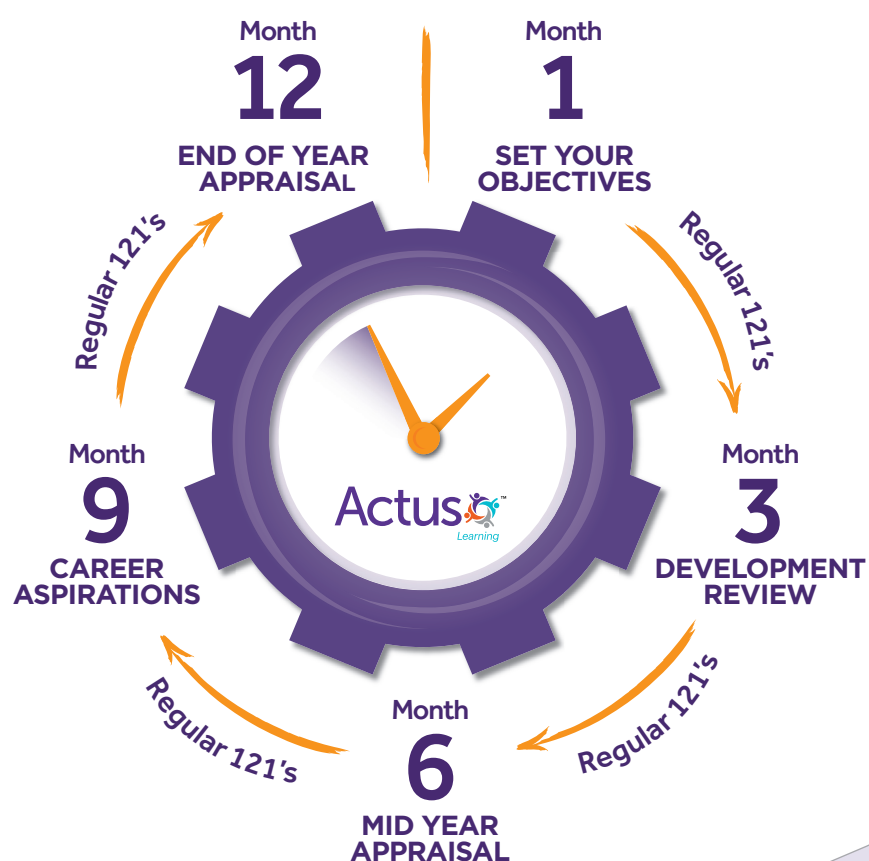 Month
12
END OF YEAR
APPRAISAL
Month
1
SET YOUR
OBJECTIVES
Regular 121's
Month
3
DEVELOPMENT
REVIEW
Regular 121's
Month
6
MID YEAR
APPRAISAL
Regular 121's
Month
9
CAREER
ASPIRATIONS
Regular 121's
Actus™
Learning